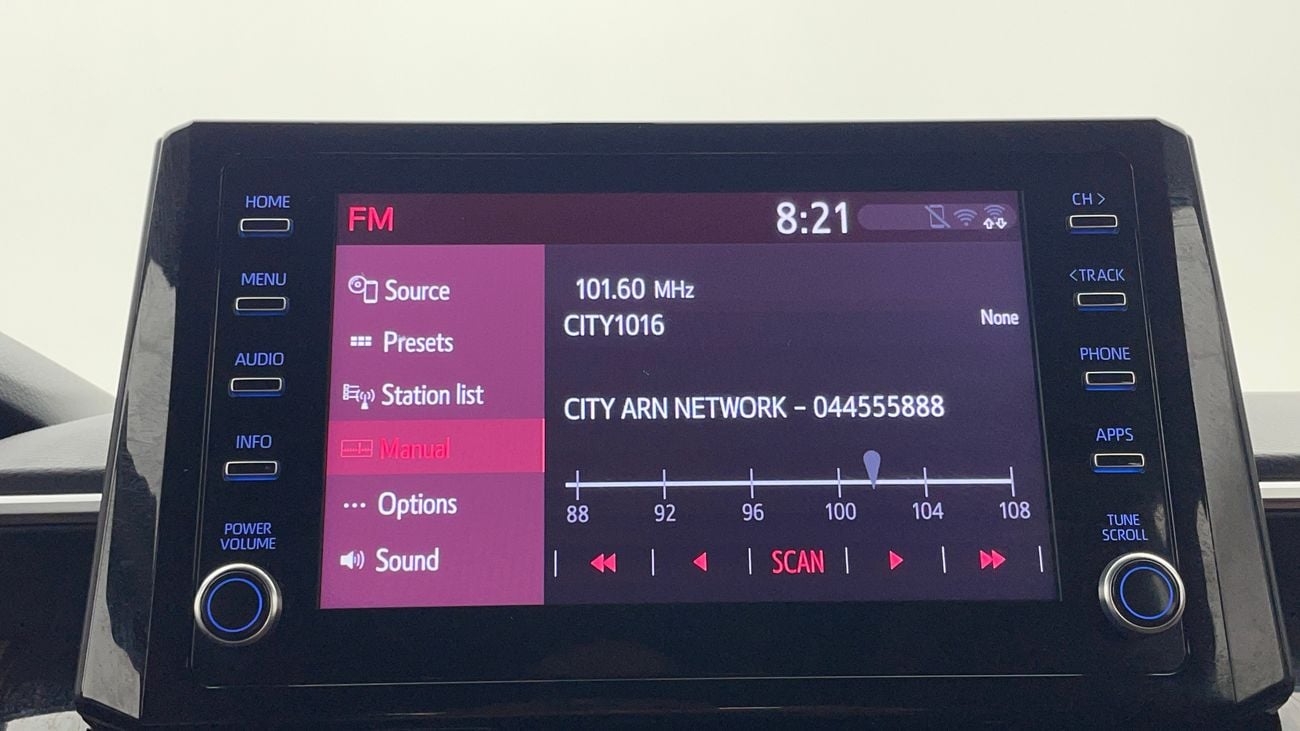 HOME
MENU
AUDIO
INFO
POWER
VOLUME
FM
8:21
Source
Presets
Station list
Manual
... Options
Sound
101.60 MHz
CITY1016
None
CITY ARN NETWORK – 044555888
88 92 96 100 104 108
SCAN
CH >
<TRACK
PHONE
APPS
TUNE
SCROLL